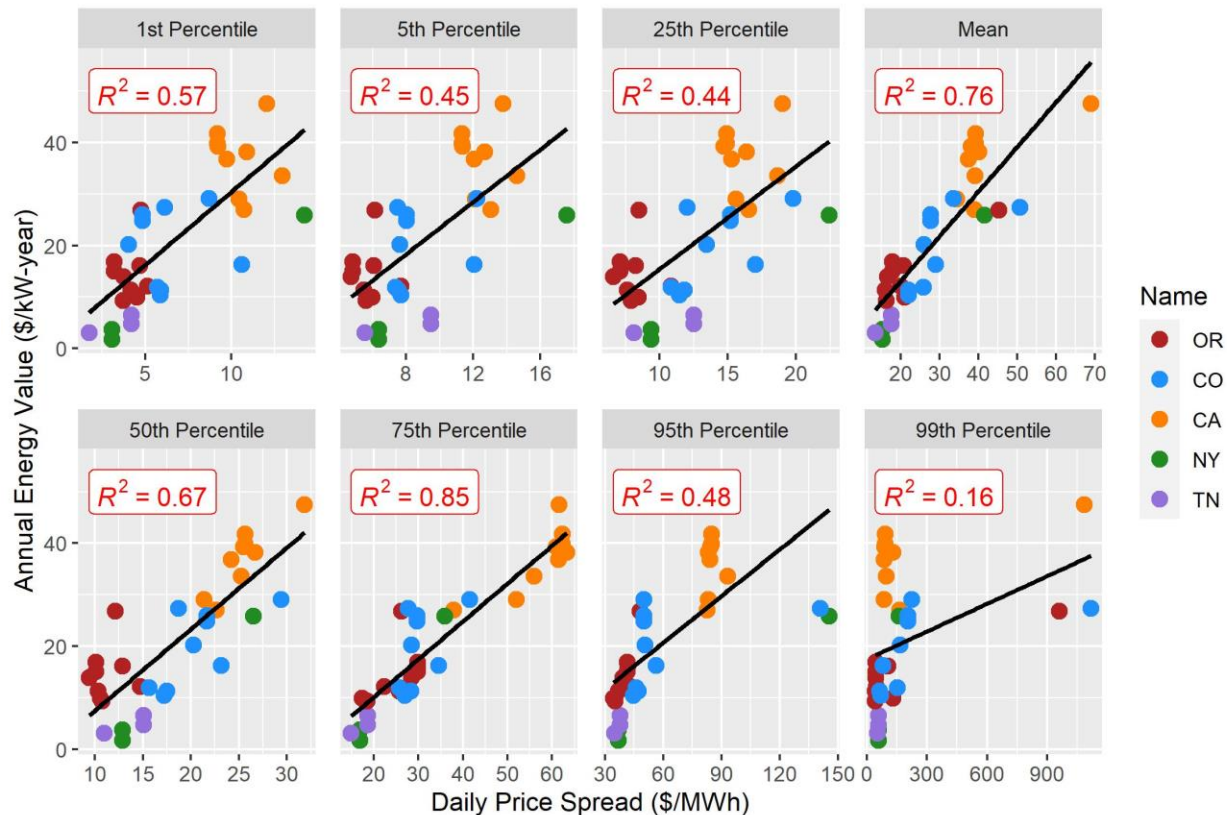 1st Percentile
5th Percentile
25th Percentile
Mean
R² = 0.57
R² = 0.45
R² = 0.44
R² = 0.76
40
20
0
5 10
8 12 16
10 15 20
20 30 40 50 60 70
50th Percentile
75th Percentile
95th Percentile
99th Percentile
R² = 0.67
R² = 0.85
R² = 0.48
R² = 0.16
40
20
0
10 15 20 25 30
20 30 40 50 60
30 60 90 120 150
0 300 600 900
Annual Energy Value ($/kW-year)
Daily Price Spread ($/MWh)
Name
OR
CO
CA
NY
TN